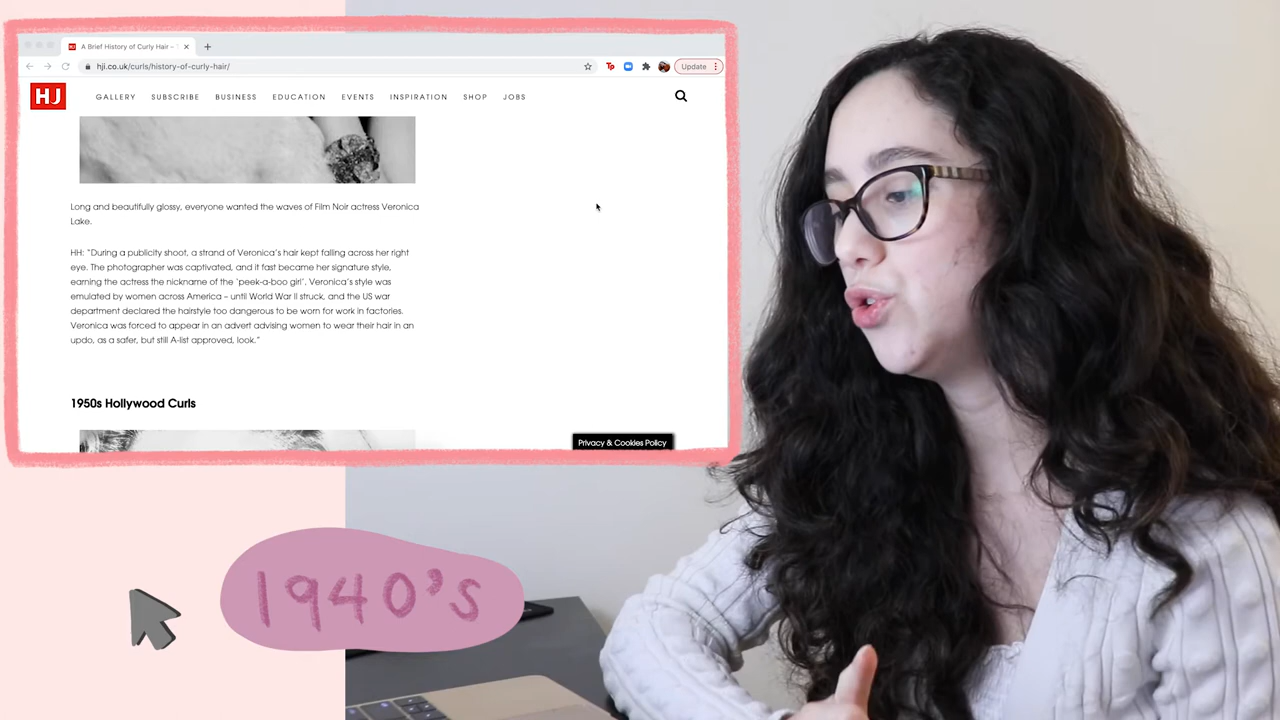 A Brief History of Curly Hair –
hji.co.uk/curls/history-of-curly-hair/
Update
HJ
GALLERY SUBSCRIBE BUSINESS EDUCATION EVENTS INSPIRATION SHOP JOBS
Long and beautifully glossy, everyone wanted the waves of Film Noir actress Veronica
Lake.
HH: “During a publicity shoot, a strand of Veronica’s hair kept falling across her right
eye. The photographer was captivated, and it fast became her signature style,
earning the actress the nickname of the ‘peek-a-boo girl’. Veronica’s style was
emulated by women across America – until World War II struck, and the US war
department declared the hairstyle too dangerous to be worn for work in factories.
Veronica was forced to appear in an advert advising women to wear their hair in an
updo, as a safer, but still A-list approved, look.”
1950s Hollywood Curls
Privacy & Cookies Policy
1940's